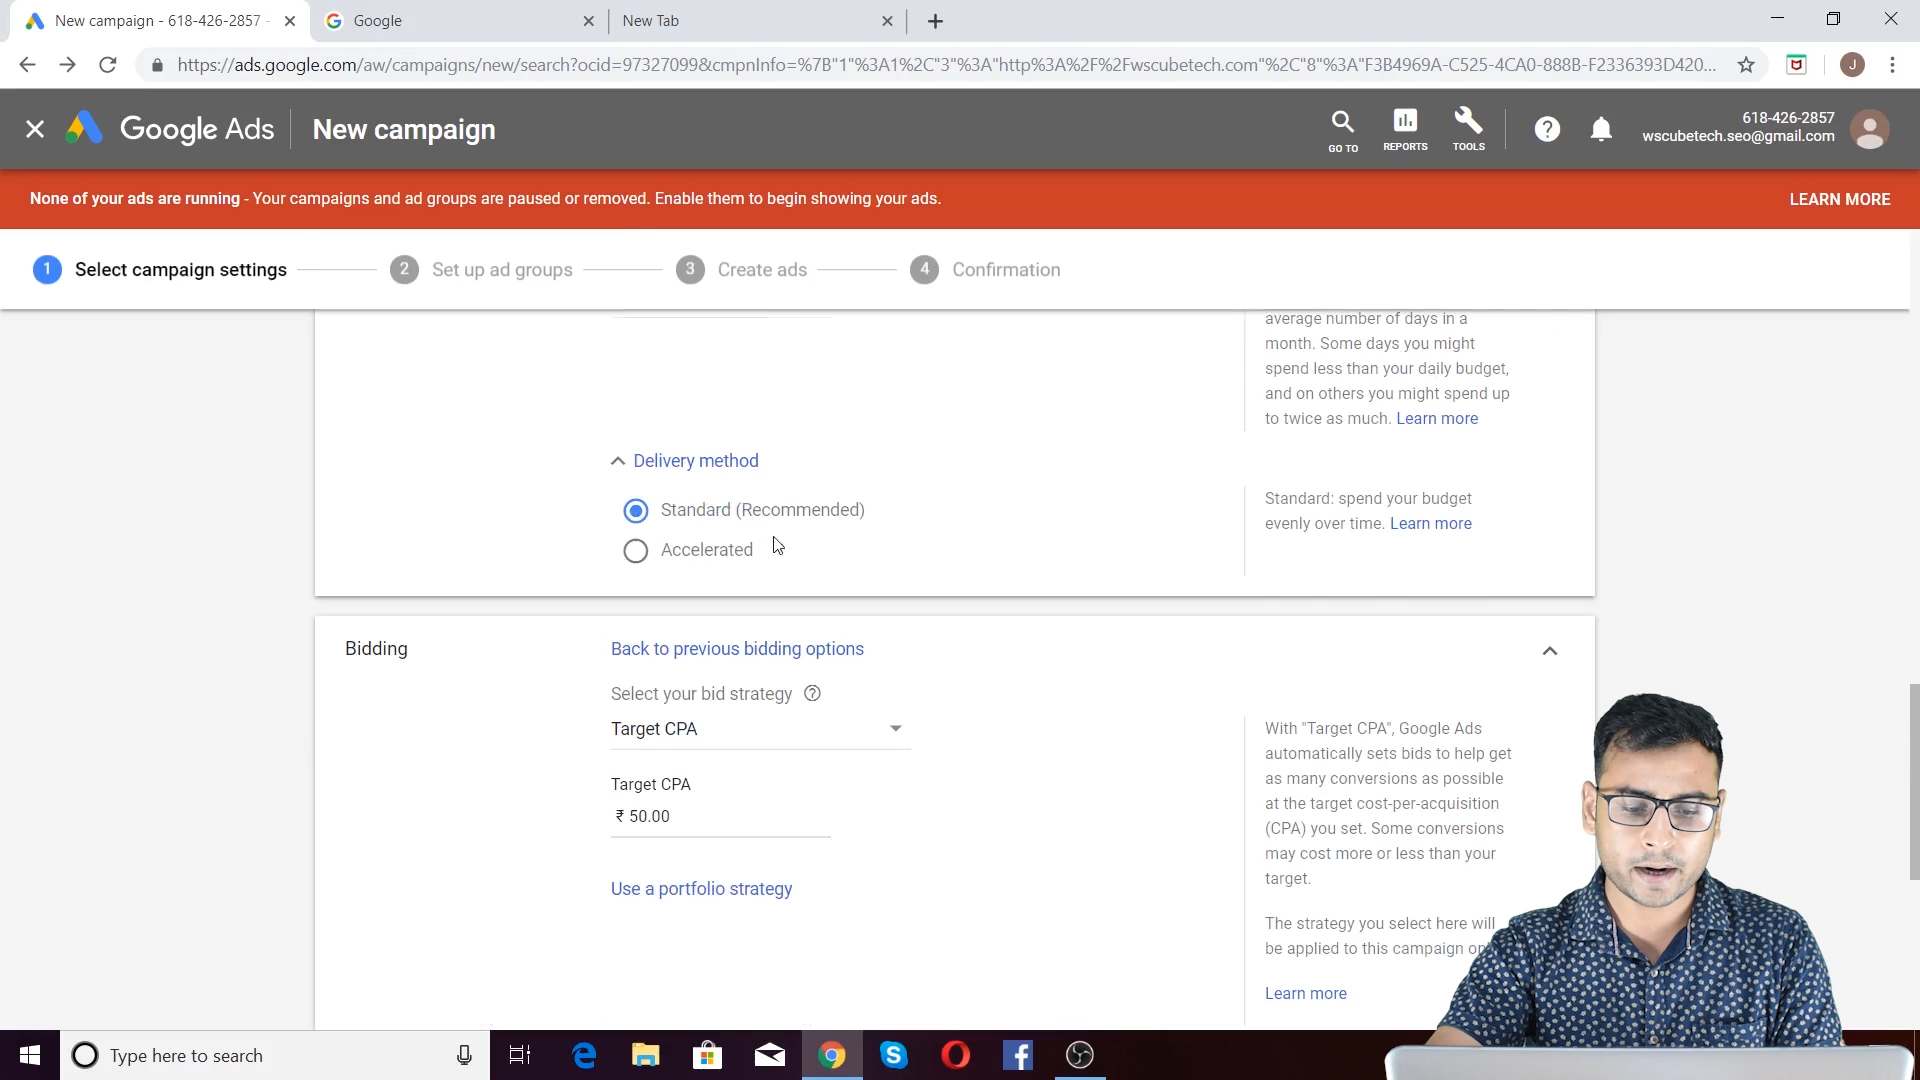 New campaign - 618-426-2857 -
Google
New Tab
https://ads.google.com/aw/campaigns/new/search?ocid=97327099&cmpnInfo=%7B"1"%3A1%2C"3"%3A"http%3A%2F%2Fwscubetech.com"%2C"8"%3A"F3B4969A-C525-4CA0-888B-F2336393D420...
J
Google Ads
New campaign
GO TO
REPORTS
TOOLS
618-426-2857
wscubetech.seo@gmail.com
None of your ads are running - Your campaigns and ad groups are paused or removed. Enable them to begin showing your ads.
LEARN MORE
1 Select campaign settings
2 Set up ad groups
3 Create ads
4 Confirmation
average number of days in a
month. Some days you might
spend less than your daily budget,
and on others you might spend up
to twice as much. Learn more
Delivery method
Standard (Recommended)
Accelerated
Standard: spend your budget
evenly over time. Learn more
Bidding
Back to previous bidding options
Select your bid strategy
Target CPA
Target CPA
₹ 50.00
Use a portfolio strategy
With "Target CPA", Google Ads
automatically sets bids to help get
as many conversions as possible
at the target cost-per-acquisition
(CPA) you set. Some conversions
may cost more or less than your
target.
The strategy you select here will
be applied to this campaign
Learn more
Type here to search